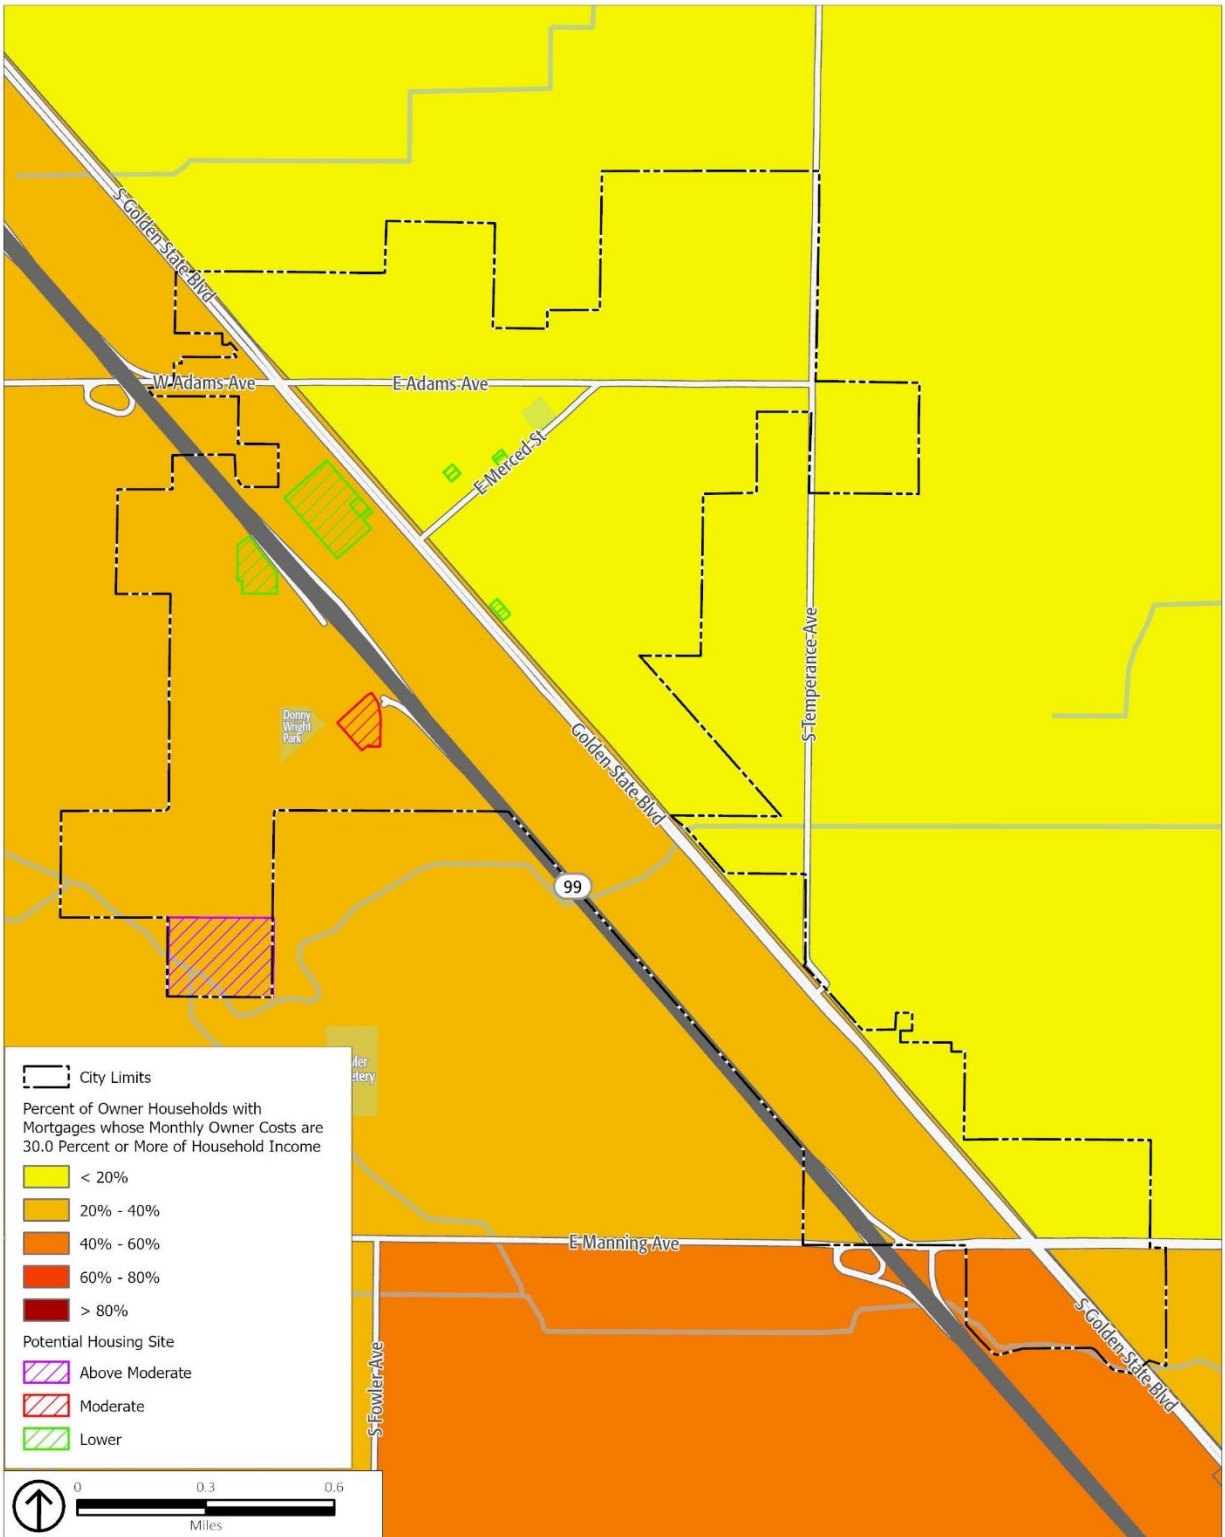 S Golden State Blvd
W Adams Ave
E Adams Ave
E Merced St
S Temperance Ave
Donny
Wright
Park
Golden State Blvd
99
City Limits
Percent of Owner Households with
Mortgages whose Monthly Owner Costs are
30.0 Percent or More of Household Income
< 20%
20% - 40%
40% - 60%
60% - 80%
> 80%
Potential Housing Site
Above Moderate
Moderate
Lower
ler
etery
E Manning Ave
S Fowler Ave
S Golden State Blvd
0
0.3
0.6
Miles